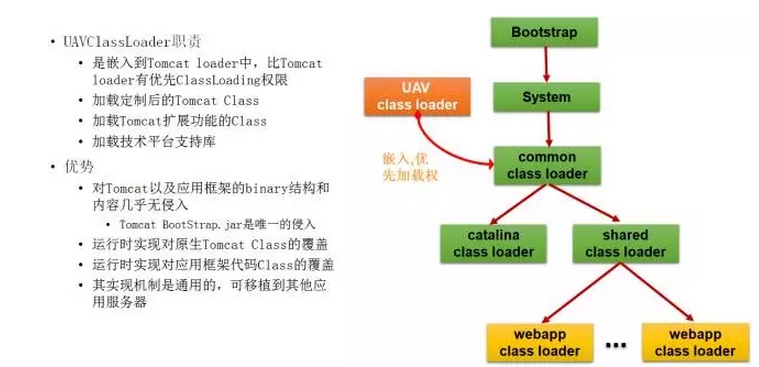 • UAVClassLoader职责
• 是嵌入到Tomcat loader中，比Tomcat
loader有优先ClassLoading权限
• 加载定制后的Tomcat Class
• 加载Tomcat扩展功能的Class
• 加载技术平台支持库
• 优势
• 对Tomcat以及应用框架的binary结构和
内容几乎无侵入
• Tomcat BootStrap.jar是唯一的侵入
• 运行时实现对原生Tomcat Class的覆盖
• 运行时实现对应用框架代码Class的覆盖
• 其实现机制是通用的，可移植到其他应
用服务器
Bootstrap
UAV
class loader
System
嵌入,优
先加载权
common
class loader
catalina
class loader
shared
class loader
webapp
class loader
...
webapp
class loader